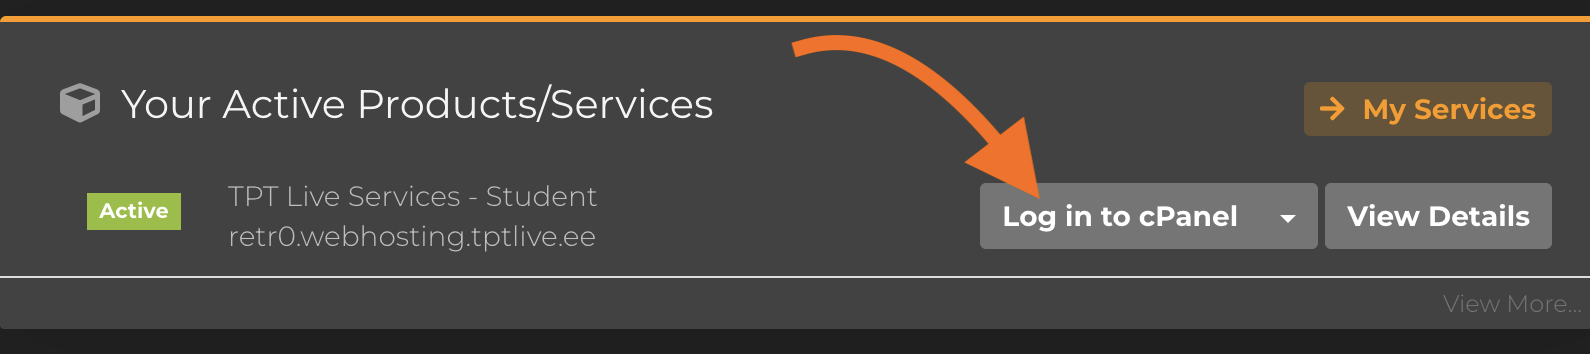 Your Active Products/Services
My Services
Active
TPT Live Services - Student
retr0.webhosting.tptlive.ee
Log in to cPanel
View Details
View More...